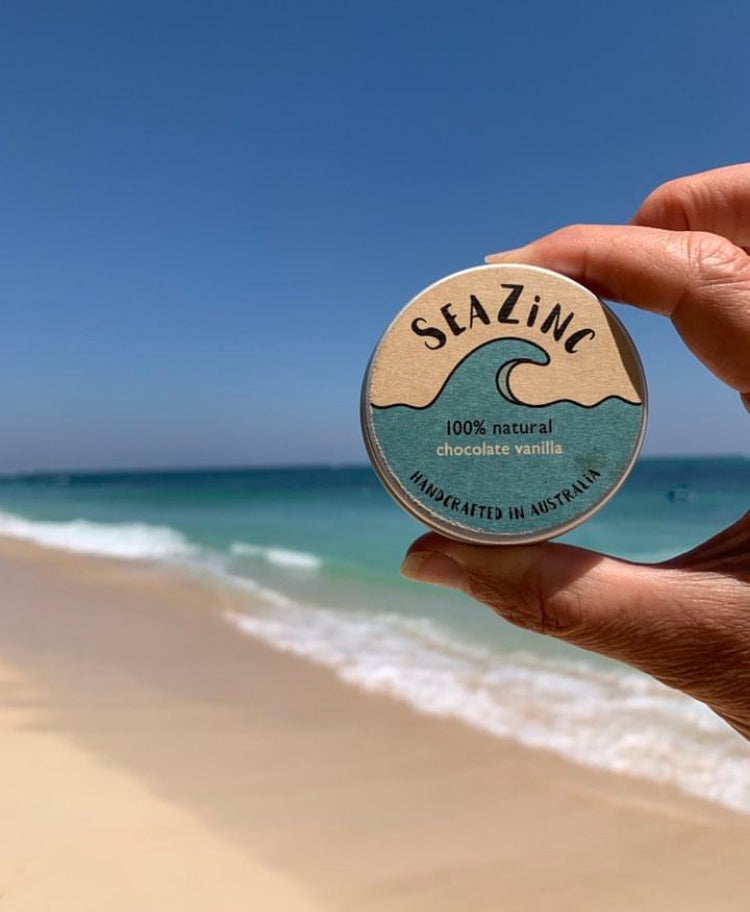 SEAZiNC
100% natural
chocolate vanilla
HANDCRAFTED IN AUSTRALIA